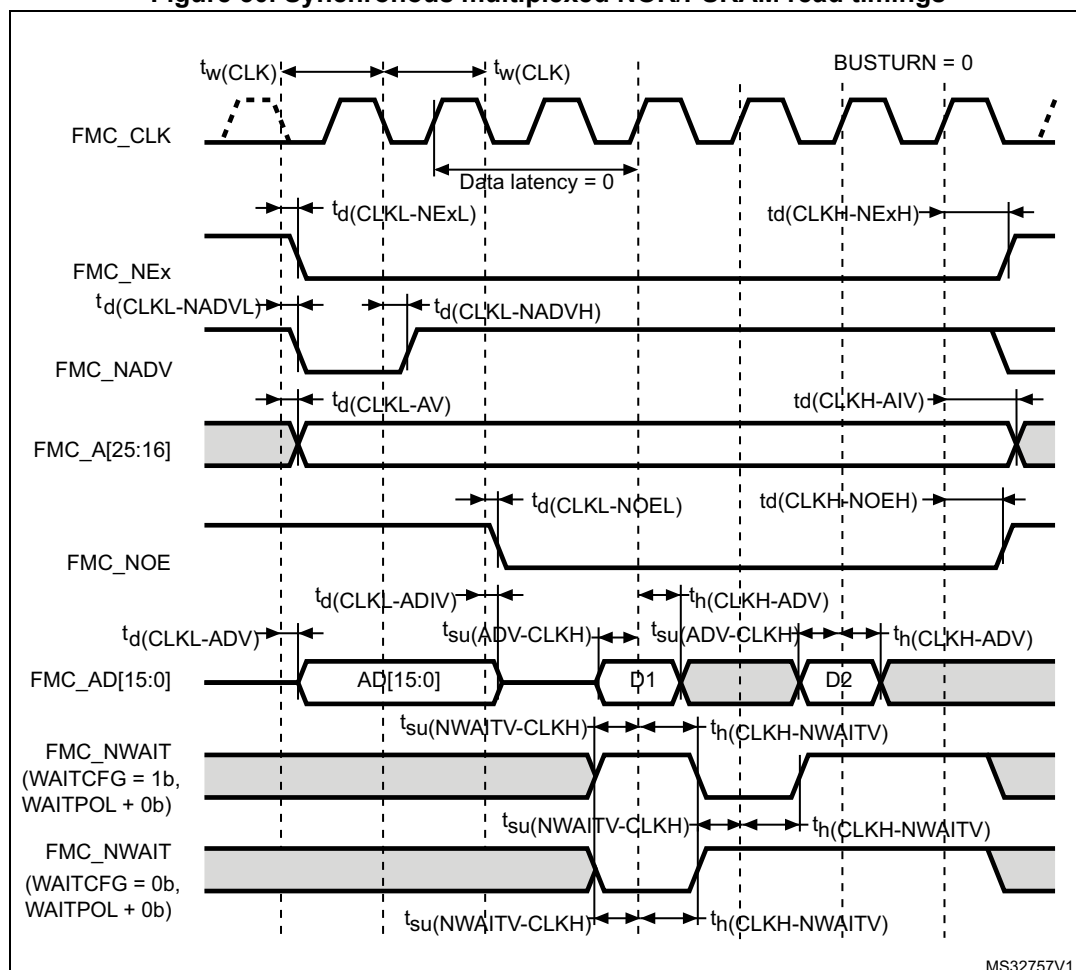 Figure 60. Synchronous multiplexed NOR/PSRAM read timings
tw(CLK) tw(CLK) BUSTURN = 0
FMC_CLK
Data latency = 0
td(CLKL-NExL) td(CLKH-NExH)
FMC_NEx
td(CLKL-NADVL) td(CLKL-NADVH)
FMC_NADV
td(CLKL-AV) td(CLKH-AIV)
FMC_A[25:16]
td(CLKL-NOEL) td(CLKH-NOEH)
FMC_NOE
td(CLKL-ADIV) th(CLKH-ADV)
td(CLKL-ADV) tsu(ADV-CLKH) tsu(ADV-CLKH) th(CLKH-ADV)
FMC_AD[15:0] AD[15:0] D1 D2
tsu(NWAITV-CLKH) th(CLKH-NWAITV)
FMC_NWAIT
(WAITCFG = 1b,
WAITPOL + 0b)
tsu(NWAITV-CLKH) th(CLKH-NWAITV)
FMC_NWAIT
(WAITCFG = 0b,
WAITPOL + 0b)
tsu(NWAITV-CLKH) th(CLKH-NWAITV)
MS32757V1